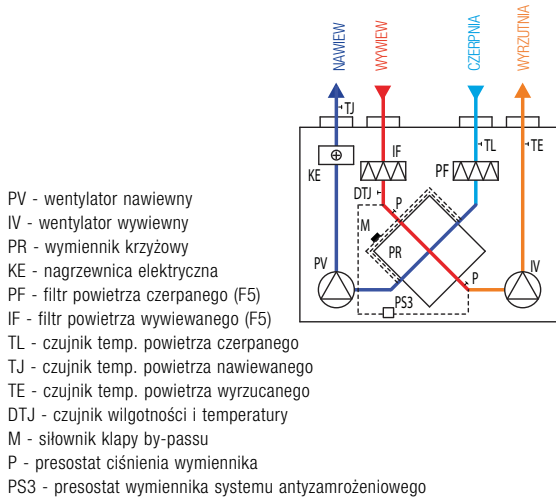 NAWIEW
WYWIEW
CZERPNIA
WYRZUTNIA
TJ
TL
TE
KE
IF
PF
DTJ
P
M
PR
PV
P
IV
PS3
PV - wentylator nawiewny
IV - wentylator wywiewny
PR - wymiennik krzyżowy
KE - nagrzewnica elektryczna
PF - filtr powietrza czerpanego (F5)
IF - filtr powietrza wywiewanego (F5)
TL - czujnik temp. powietrza czerpanego
TJ - czujnik temp. powietrza nawiewanego
TE - czujnik temp. powietrza wyrzucanego
DTJ - czujnik wilgotności i temperatury
M - siłownik klapy by-passu
P - presostat ciśnienia wymiennika
PS3 - presostat wymiennika systemu antyzamrożeniowego